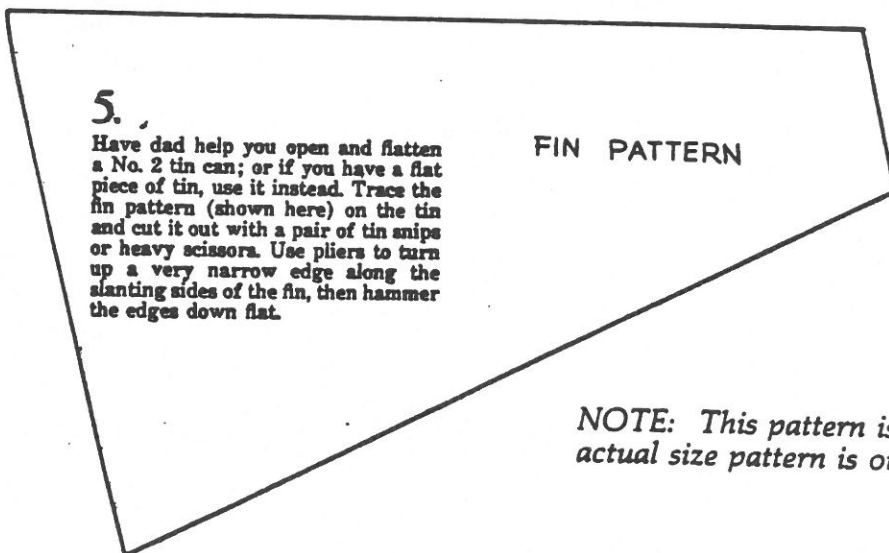 5.
Have dad help you open and flatten
a No. 2 tin can; or if you have a flat
piece of tin, use it instead. Trace the
fin pattern (shown here) on the tin
and cut it out with a pair of tin snips
or heavy scissors. Use pliers to turn
up a very narrow edge along the
slanting sides of the fin, then hammer
the edges down flat.
FIN PATTERN
NOTE: This pattern is
actual size pattern is